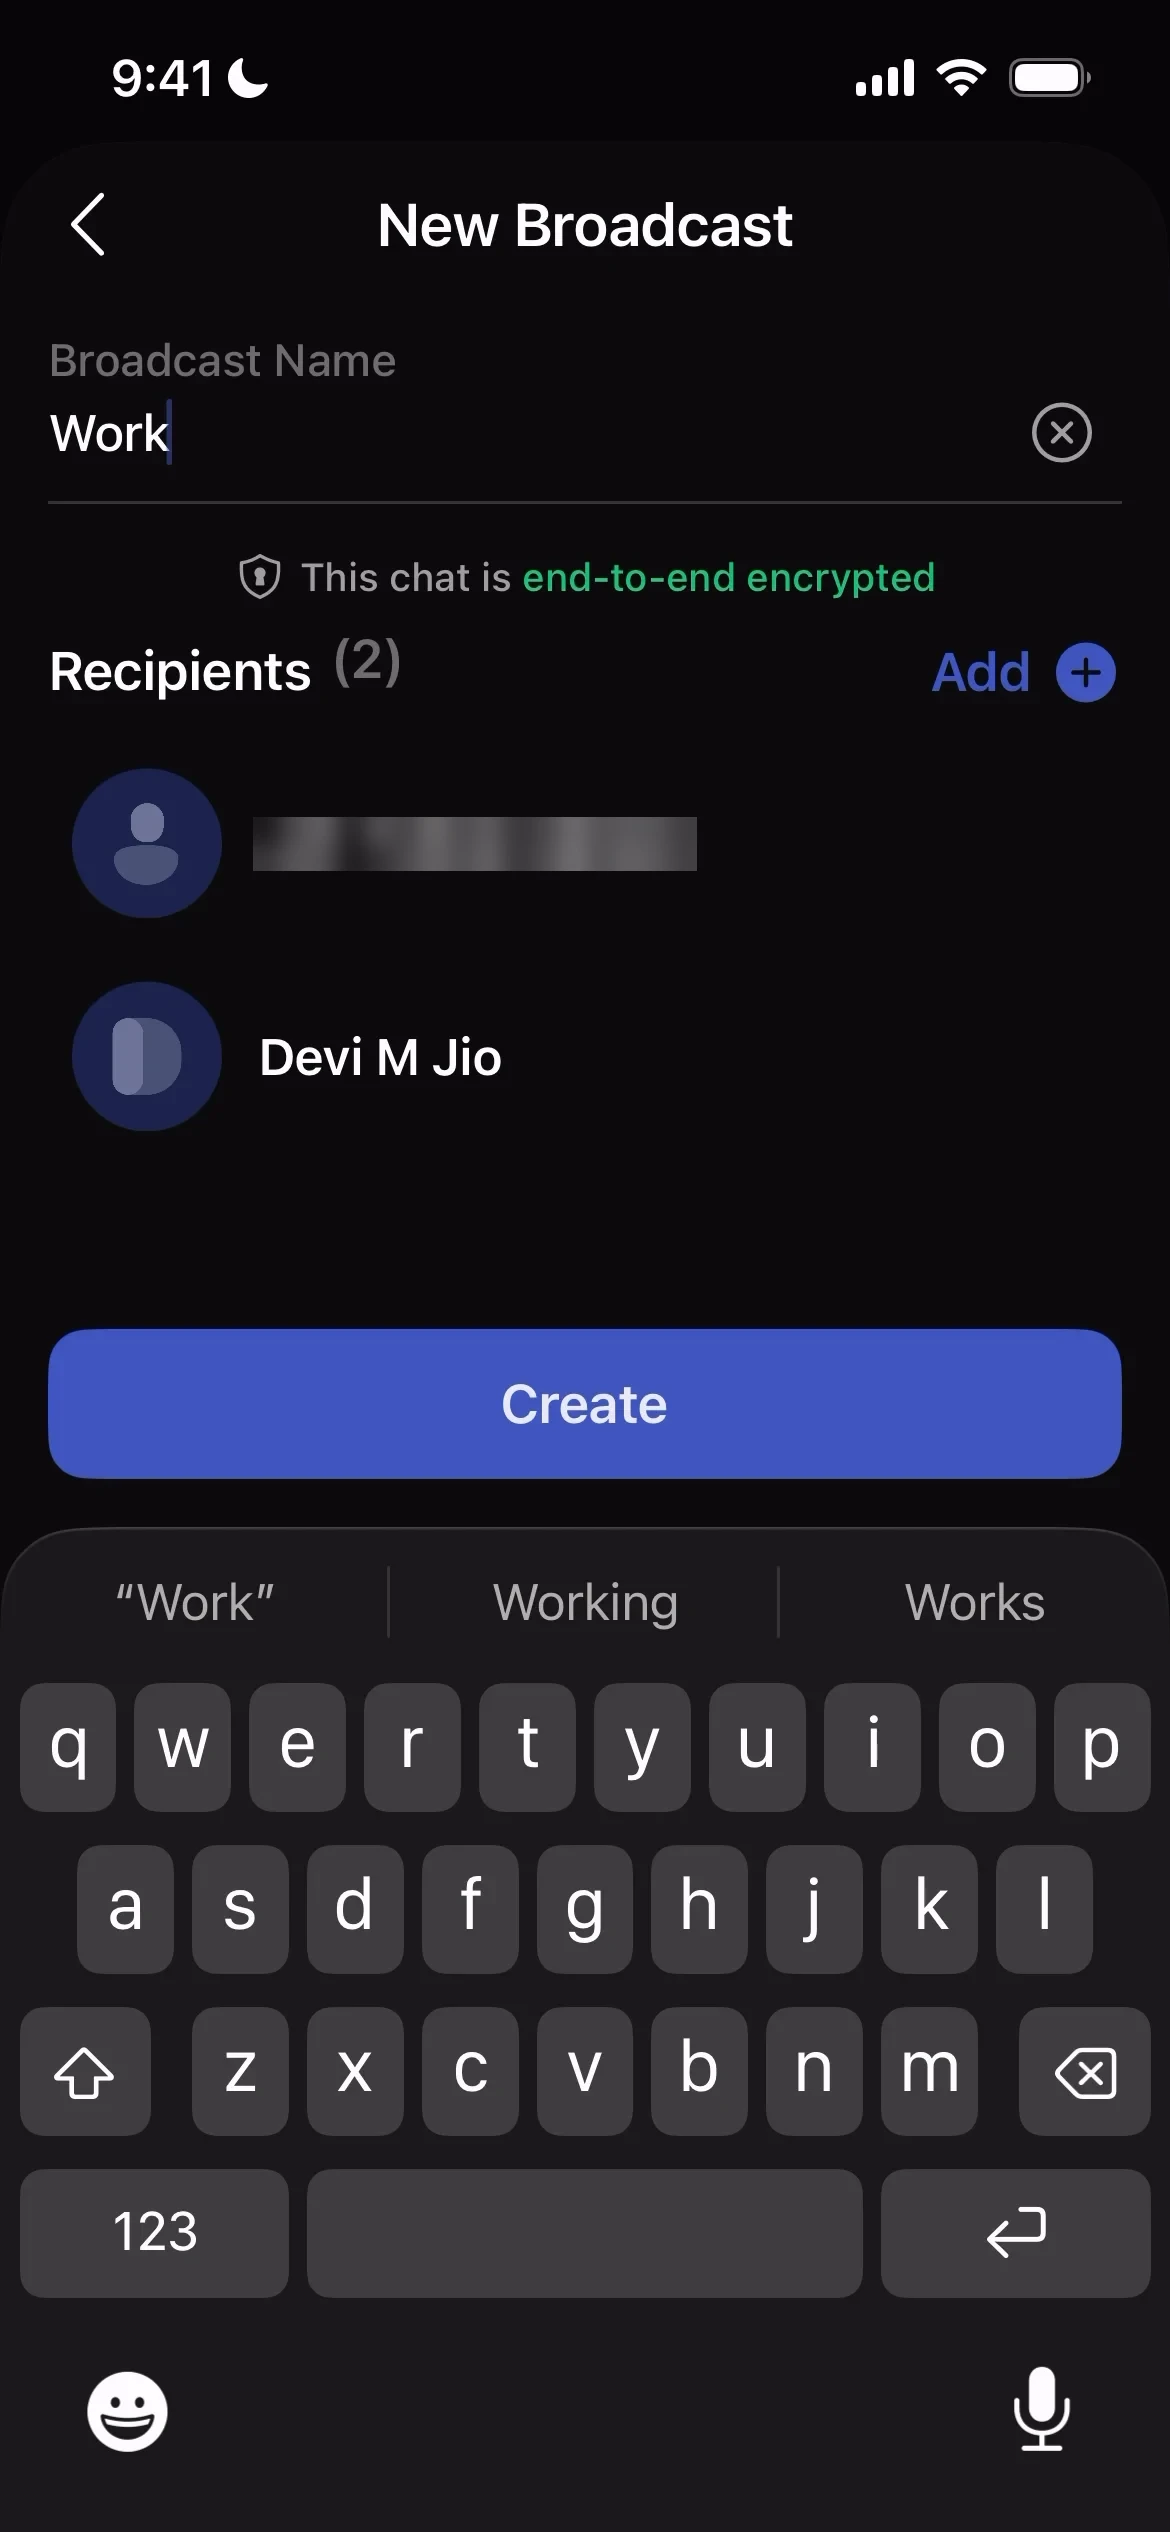 9:41
New Broadcast
Broadcast Name
Work
This chat is end-to-end encrypted
Recipients (2)
Add
Devi M Jio
Create
“Work” Working Works
q w e r t y u i o p
a s d f g h j k l
z x c v b n m
123